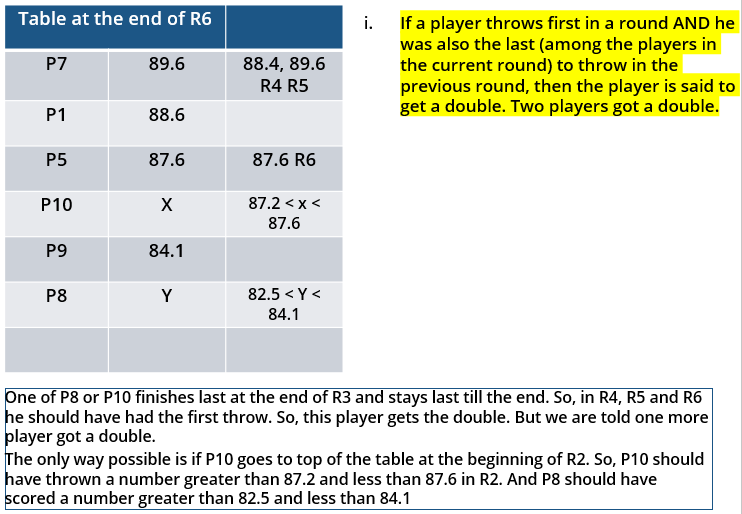 Table at the end of R6
P7 89.6 88.4, 89.6
R4 R5
P1 88.6
P5 87.6 87.6 R6
P10 X 87.2 < x <
87.6
P9 84.1
P8 Y 82.5 < Y <
84.1
i. If a player throws first in a round AND he
was also the last (among the players in
the current round) to throw in the
previous round, then the player is said to
get a double. Two players got a double.
One of P8 or P10 finishes last at the end of R3 and stays last till the end. So, in R4, R5 and R6
he should have had the first throw. So, this player gets the double. But we are told one more
player got a double.
The only way possible is if P10 goes to top of the table at the beginning of R2. So, P10 should
have thrown a number greater than 87.2 and less than 87.6 in R2. And P8 should have
scored a number greater than 82.5 and less than 84.1